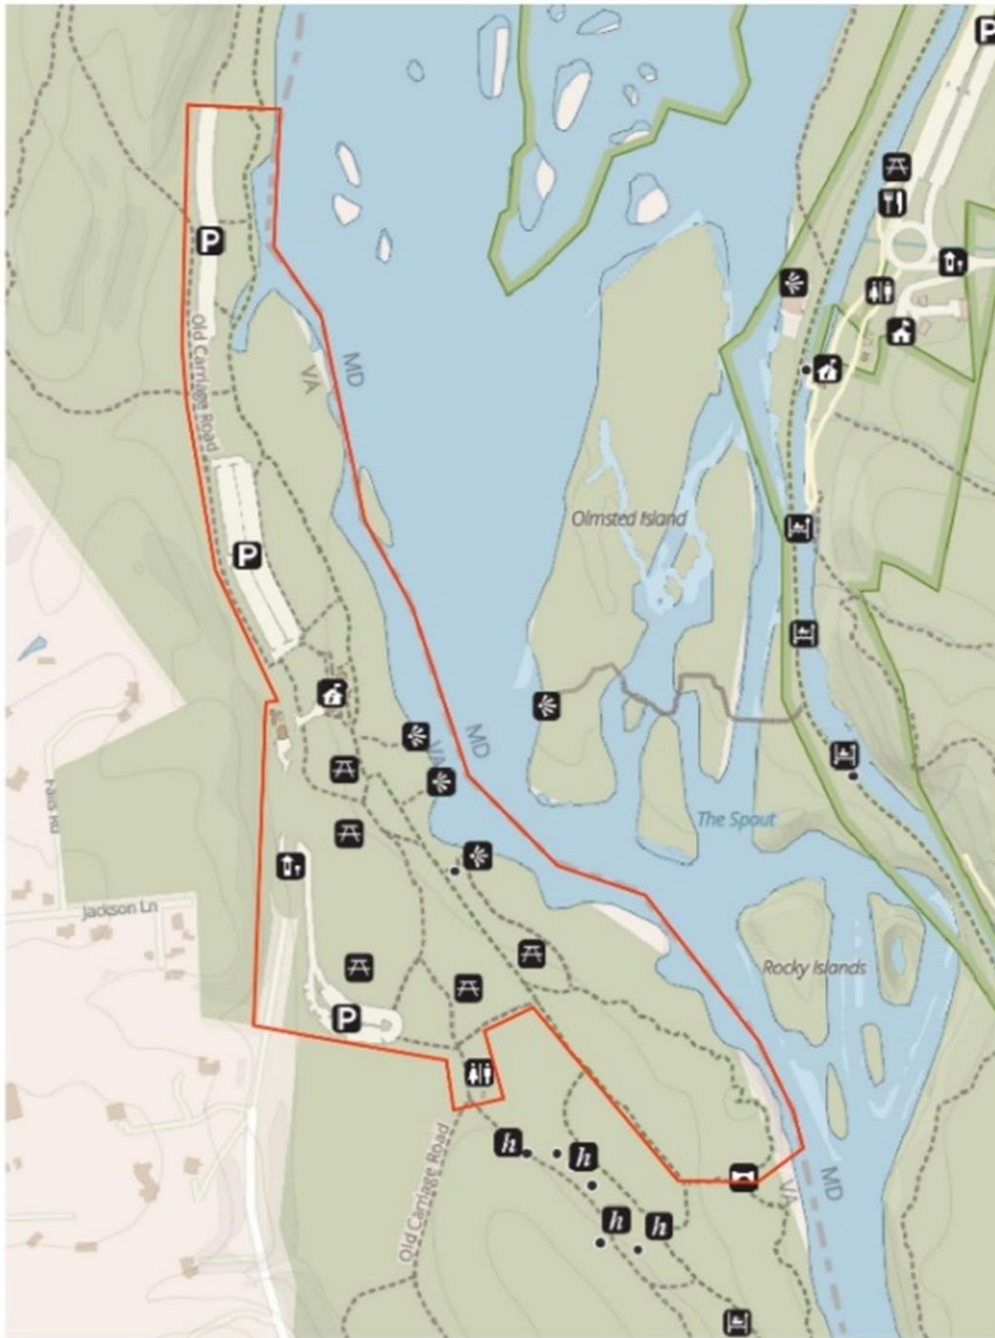 P
P
Old Carriage Road
MD
VA
P
Olmsted Island
MD
VA
The Spout
Falls Rd
Jackson Ln
Rocky Islands
P
h
h
Old Carriage Road
MD
VA
h
h